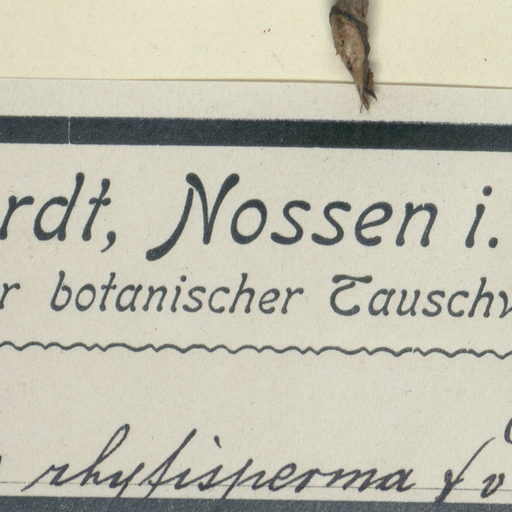 rdt, Nossen i.
r botanischer Tauschv
rhytisperma